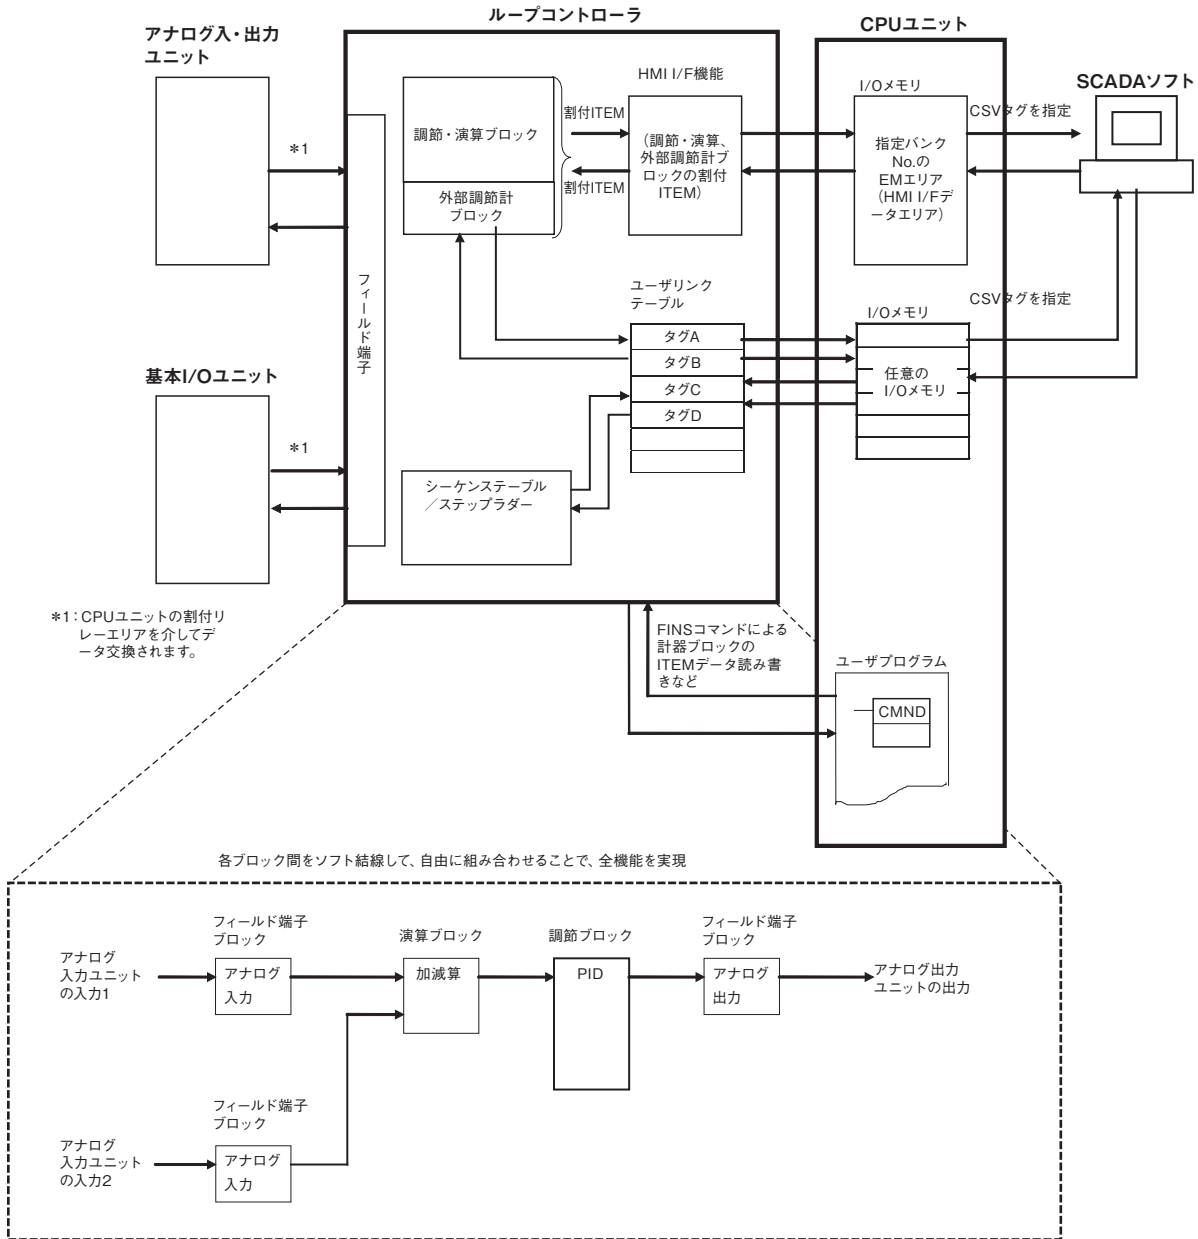 ループコントローラ
CPUユニット
アナログ入・出力
ユニット
HMI I/F機能
I/Oメモリ
SCADAソフト
調節・演算ブロック
割付ITEM
割付ITEM
外部調節計
ブロック
(調節・演算、
外部調節計ブ
ロックの割付
ITEM)
指定バンク
No.の
EMエリア
(HMI I/Fデ
ータエリア)
CSVタグを指定
*1
フィールド端子
ユーザリンク
テーブル
タグA
タグB
タグC
タグD
I/Oメモリ
任意の
I/Oメモリ
CSVタグを指定
基本I/Oユニット
*1
シーケンステーブル
/ステップラダー
*1:CPUユニットの割付リ
レーエリアを介してデ
ータ交換されます。
FINSコマンドによる
計器ブロックの
ITEMデータ読み書
きなど
ユーザプログラム
CMND
各ブロック間をソフト結線して、自由に組み合わせることで、全機能を実現
フィールド端子
ブロック
演算ブロック
調節ブロック
フィールド端子
ブロック
アナログ
入力ユニット
の入力1
アナログ
入力
加減算
PID
アナログ
出力
アナログ出力
ユニットの出力
フィールド端子
ブロック
アナログ
入力ユニット
の入力2
アナログ
入力